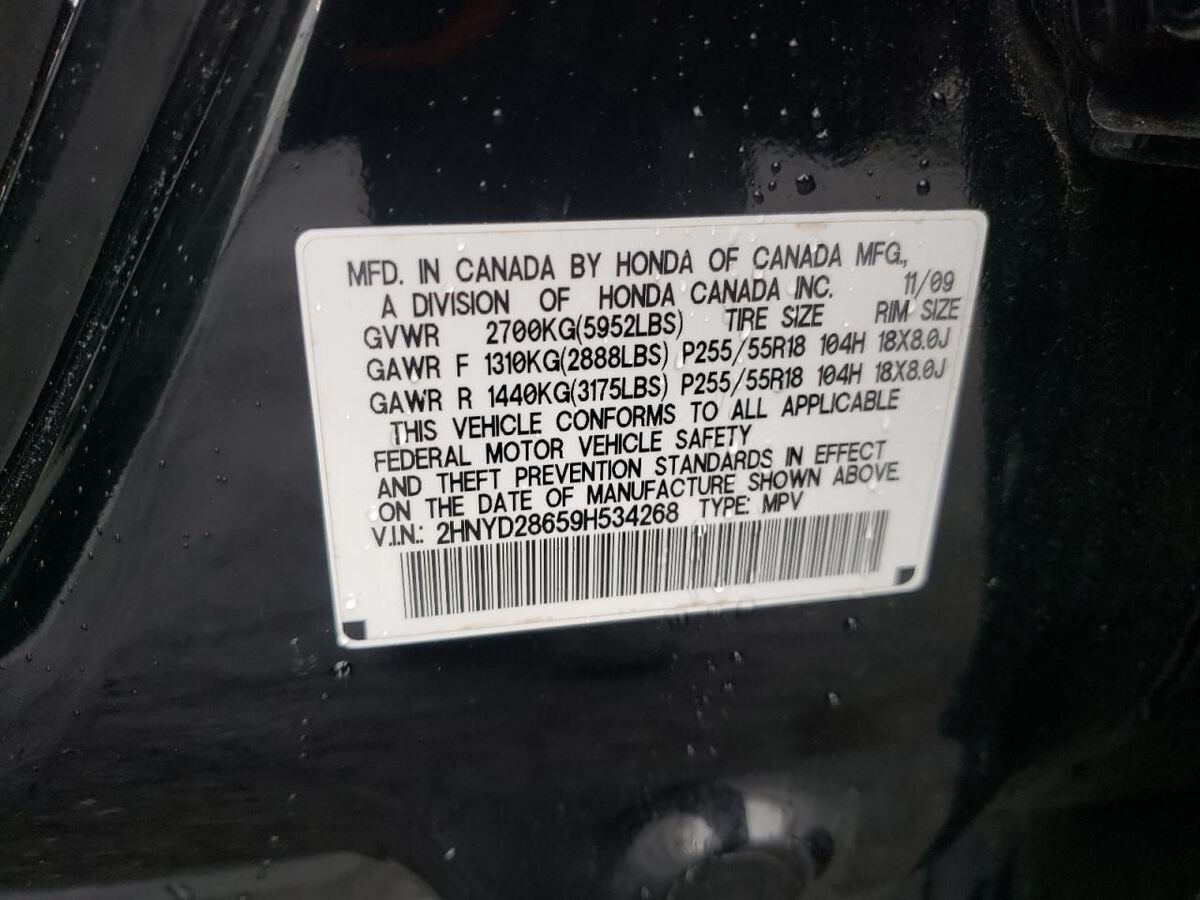 MFD. IN CANADA BY HONDA OF CANADA MFG.,
A DIVISION OF HONDA CANADA INC. 11/09
GVWR 2700KG(5952LBS) TIRE SIZE RIM SIZE
GAWR F 1310KG(2888LBS) P255/55R18 104H 18X8.0J
GAWR R 1440KG(3175LBS) P255/55R18 104H 18X8.0J
THIS VEHICLE CONFORMS TO ALL APPLICABLE
FEDERAL MOTOR VEHICLE SAFETY
AND THEFT PREVENTION STANDARDS IN EFFECT
ON THE DATE OF MANUFACTURE SHOWN ABOVE.
V.I.N.: 2HNYD28659H534268 TYPE: MPV